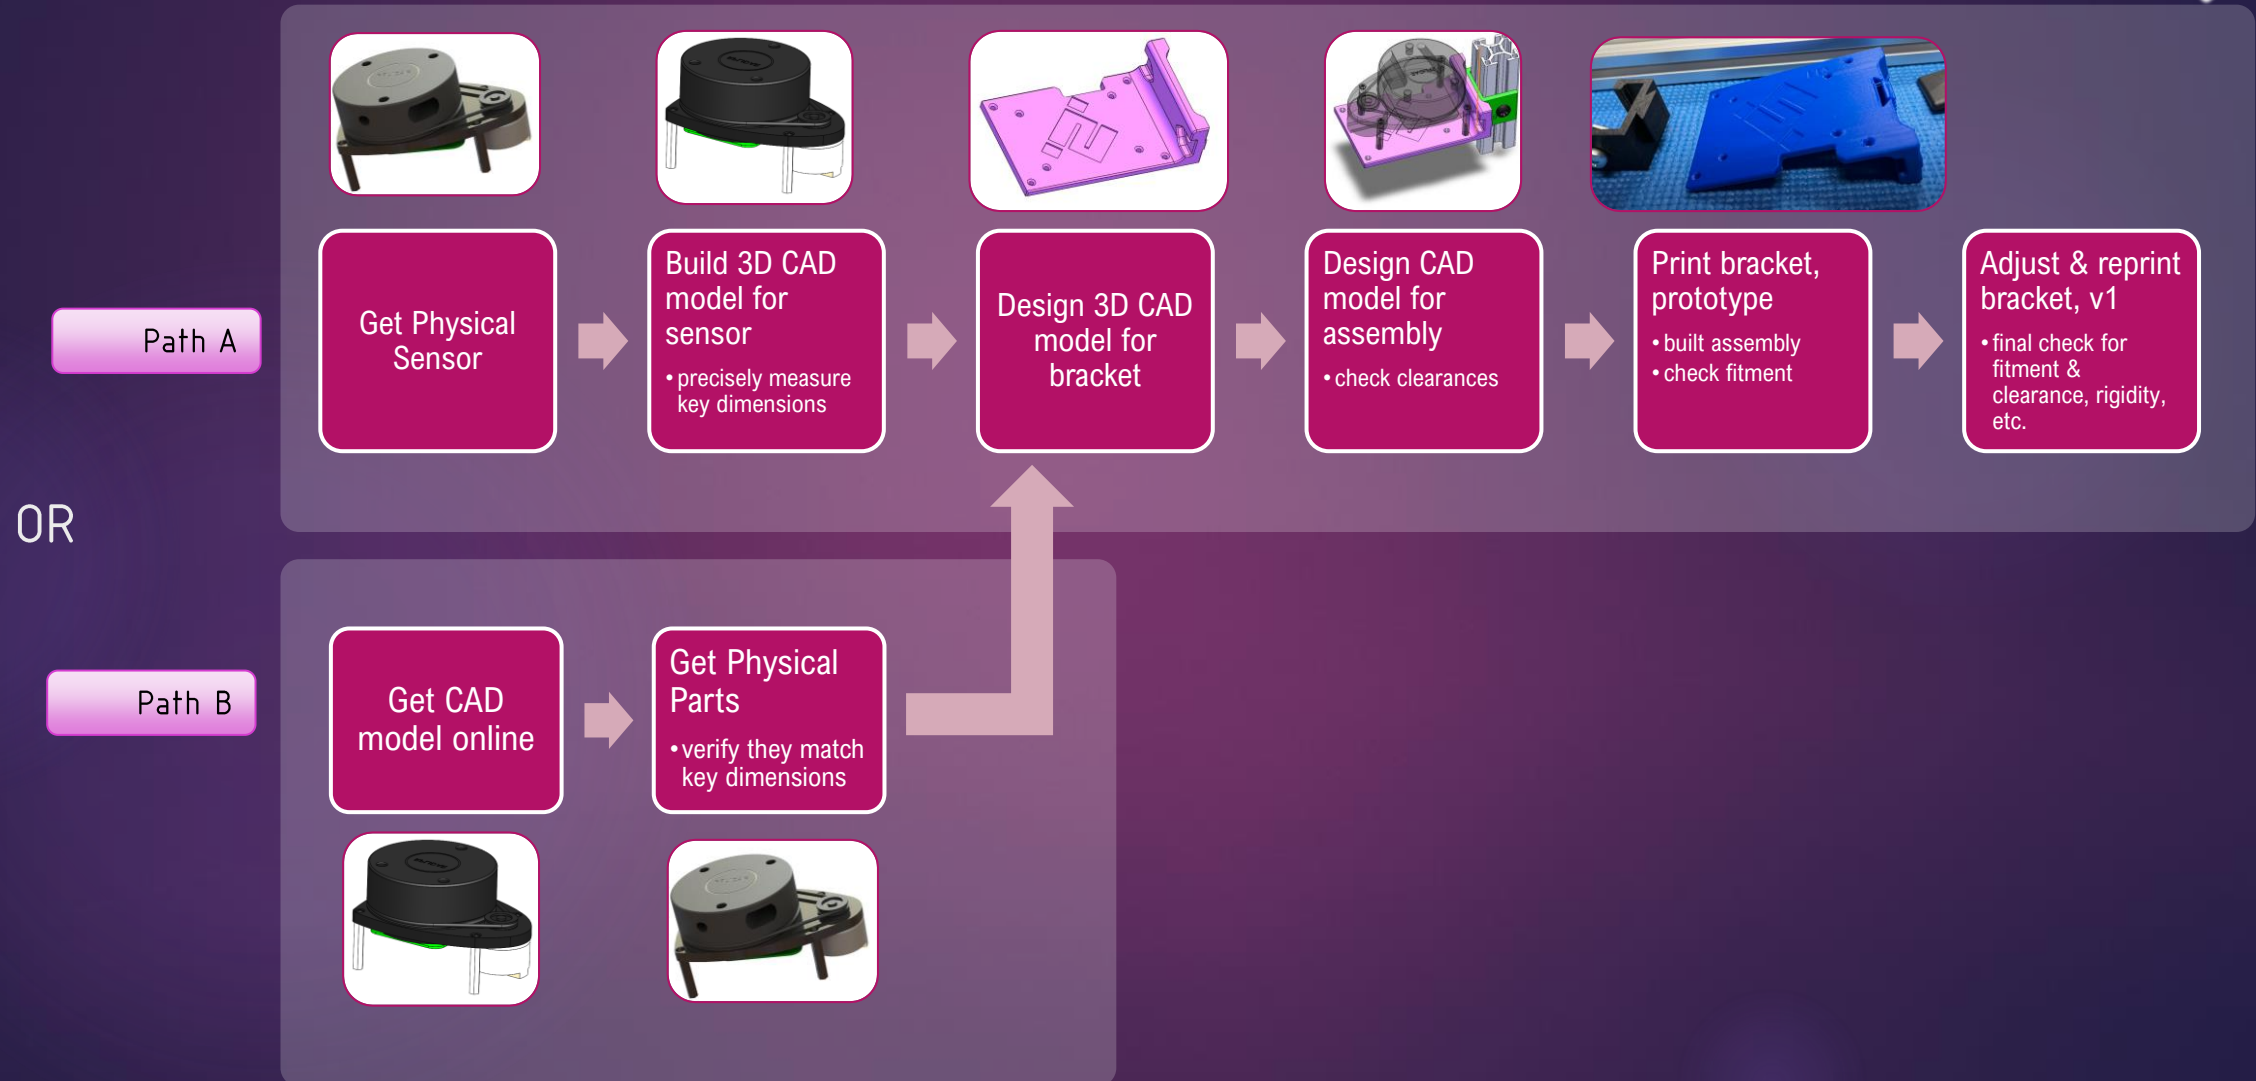 Path A
Get Physical
Sensor
Build 3D CAD
model for
sensor
• precisely measure
key dimensions
Design 3D CAD
model for
bracket
Design CAD
model for
assembly
• check clearances
Print bracket,
prototype
• built assembly
• check fitment
Adjust & reprint
bracket, v1
• final check for
fitment &
clearance, rigidity,
etc.
OR
Path B
Get CAD
model online
Get Physical
Parts
• verify they match
key dimensions